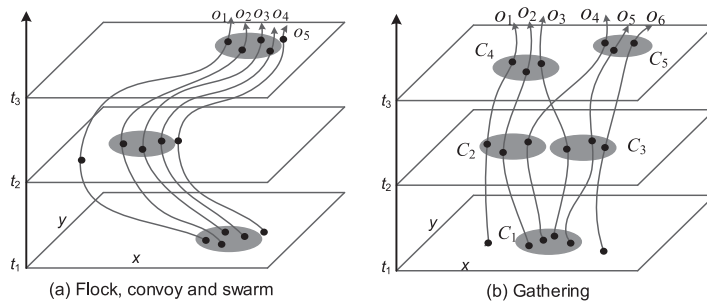 o1 o2 o3 o4
o5
t3
t2
y
x
t1
(a) Flock, convoy and swarm
o1 o2 o3 o4 o5 o6
C4
C5
t3
C2
C3
t2
y
C1
x
t1
(b) Gathering